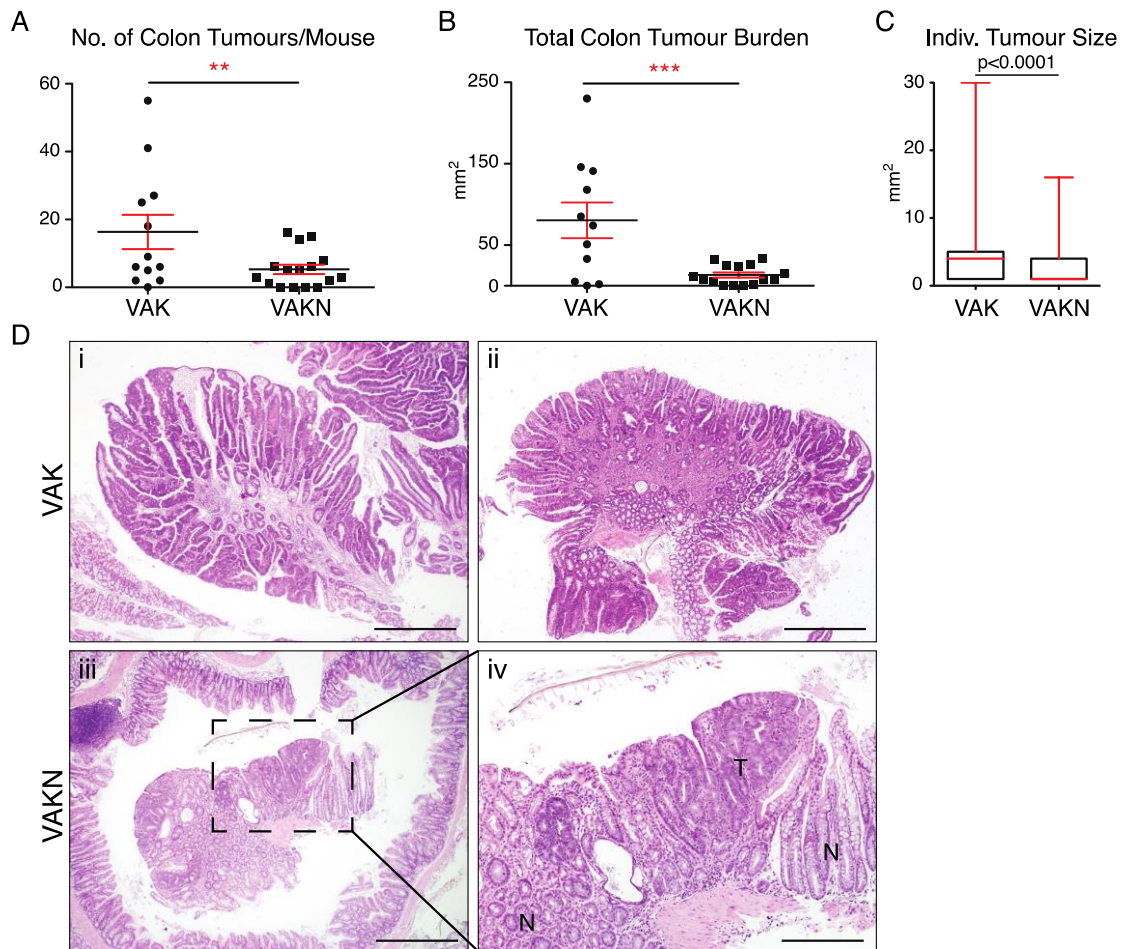 A
No. of Colon Tumours/Mouse
**
60
40
20
0
VAK
VAKN
B
Total Colon Tumour Burden
***
250
150
50
0
mm²
VAK
VAKN
C
Indiv. Tumour Size
p<0.0001
30
20
10
0
mm²
VAK
VAKN
D
VAK
i
ii
VAKN
iii
iv
T
N
N